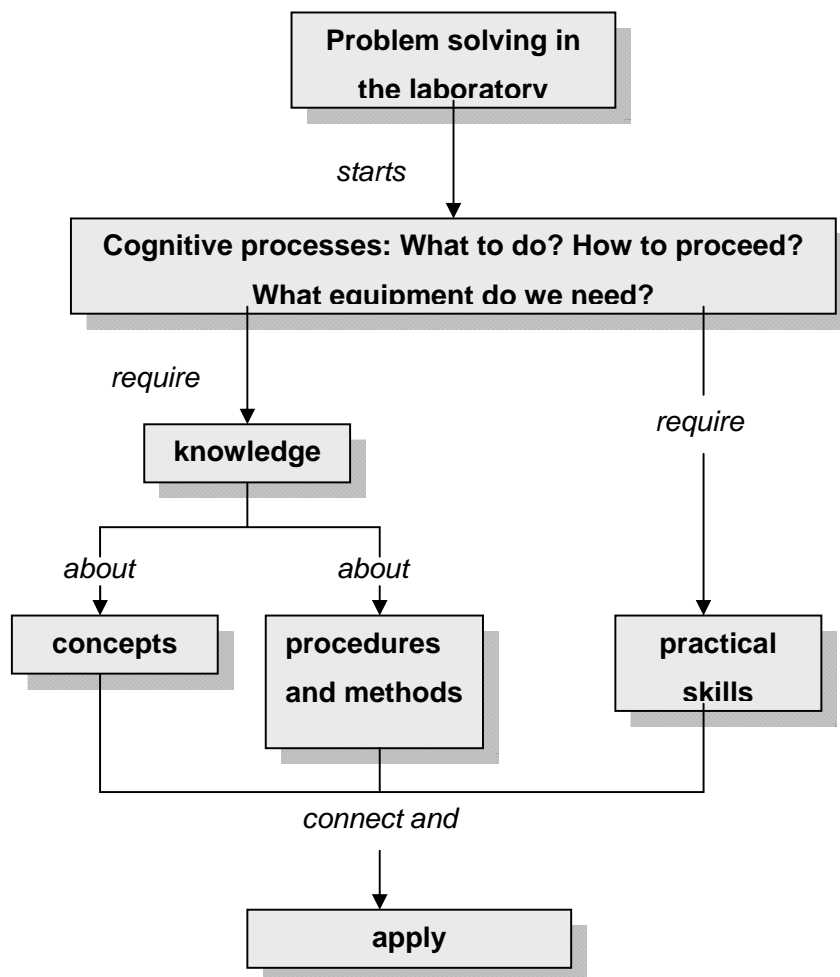 Problem solving in
the laboratory
starts
Cognitive processes: What to do? How to proceed?
What equipment do we need?
require
require
knowledge
about
about
concepts
procedures
and methods
practical
skills
connect and
apply